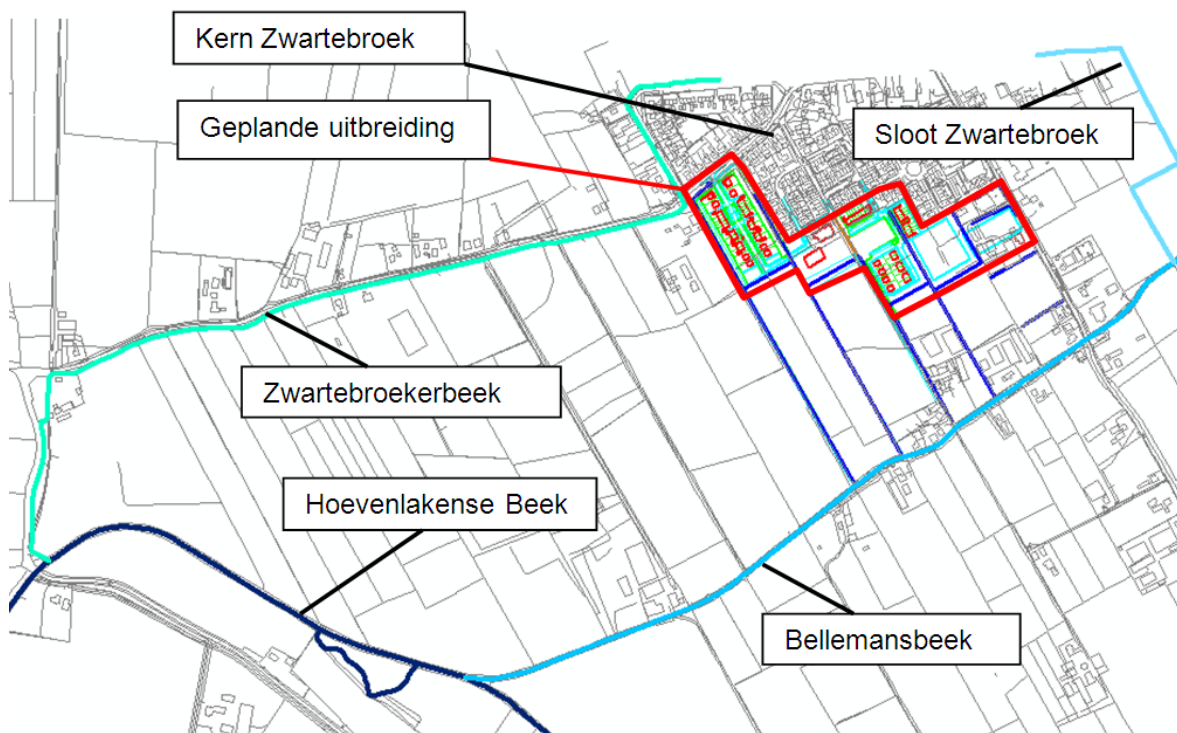 Kern Zwartebroek
Geplande uitbreiding
Sloot Zwartebroek
Zwartebroekerbeek
Hoevenlakense Beek
Bellemansbeek